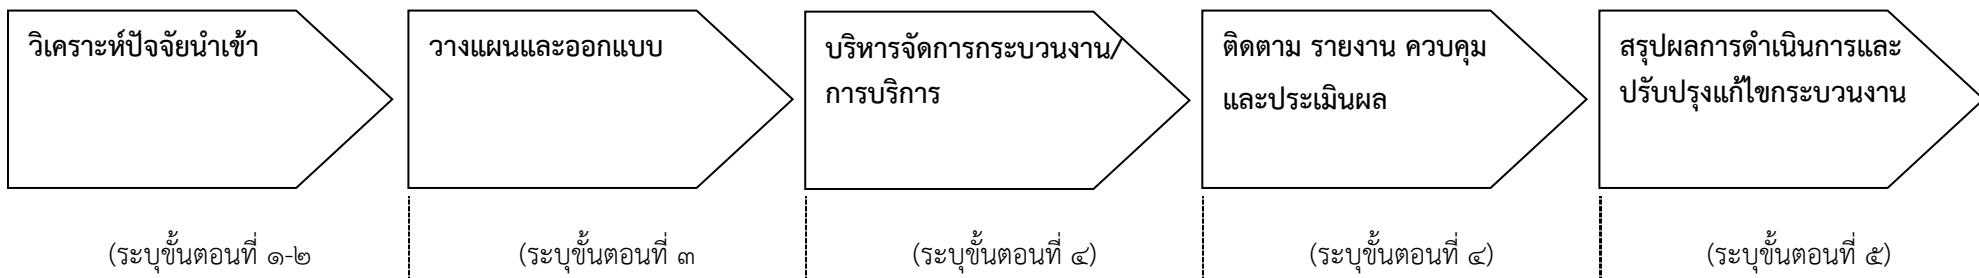 วิเคราะห์ปัจจัยนำเข้า
วางแผนและออกแบบ
บริหารจัดการกระบวนงาน/
การบริการ
ติดตาม รายงาน ควบคุม
และประเมินผล
สรุปผลการดำเนินการและ
ปรับปรุงแก้ไขกระบวนงาน
(ระบุขั้นตอนที่ ๑-๒
(ระบุขั้นตอนที่ ๓
(ระบุขั้นตอนที่ ๔)
(ระบุขั้นตอนที่ ๔)
(ระบุขั้นตอนที่ ๕)